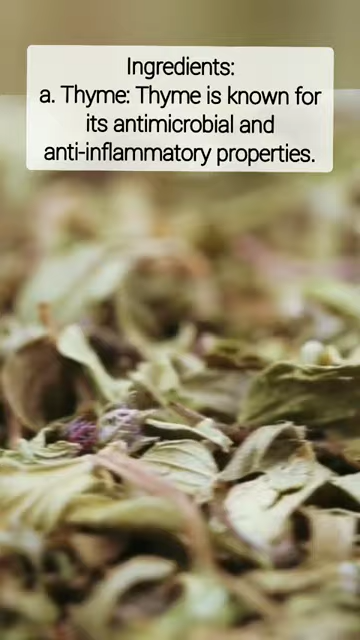 Ingredients:
a. Thyme: Thyme is known for
its antimicrobial and
anti-inflammatory properties.